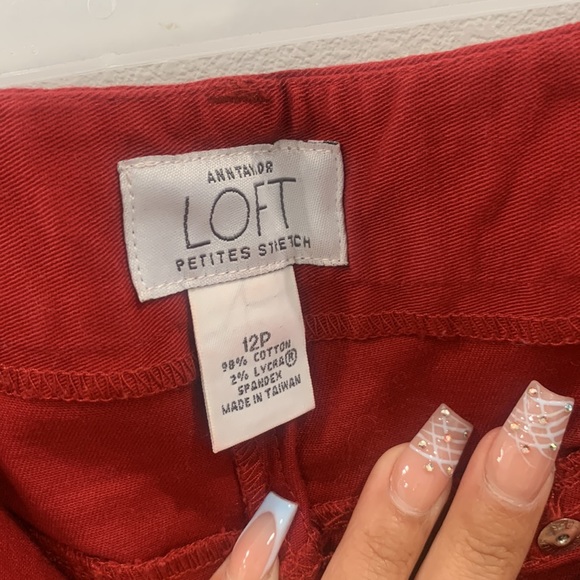 ANNTAYLOR
LOFT
PETITES STRETCH
12P
98% COTTON
2% LYCRA®
SPANDEX
MADE IN TAIWAN